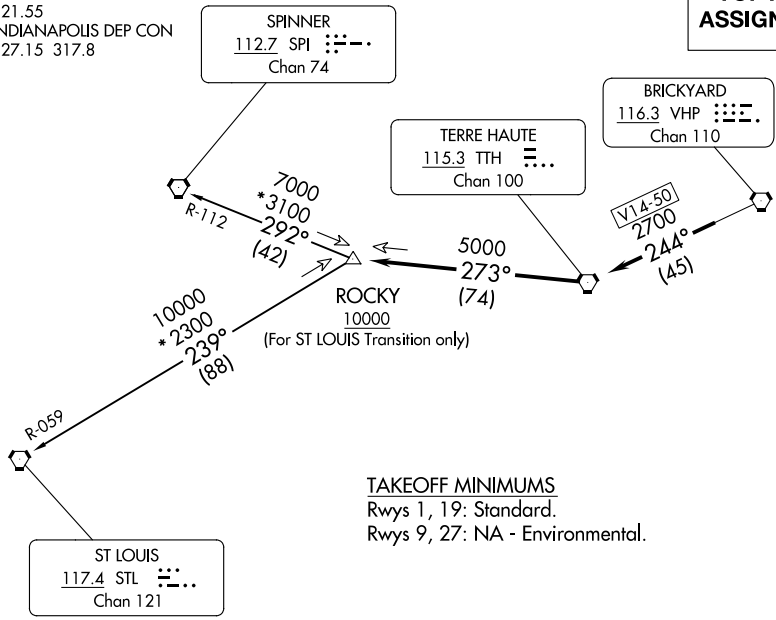 21.55
NDIANAPOLIS DEP CON
27.15 317.8
ASSIGN
SPINNER
112.7 SPI
Chan 74
BRICKYARD
116.3 VHP
Chan 110
TERRE HAUTE
115.3 TTH
Chan 100
V14-50
2700
244°
(45)
7000
*3100
292°
(42)
R-112
5000
273°
(74)
ROCKY
10000
(For ST LOUIS Transition only)
10000
*2300
239°
(88)
R-059
TAKEOFF MINIMUMS
Rwys 1, 19: Standard.
Rwys 9, 27: NA - Environmental.
ST LOUIS
117.4 STL
Chan 121